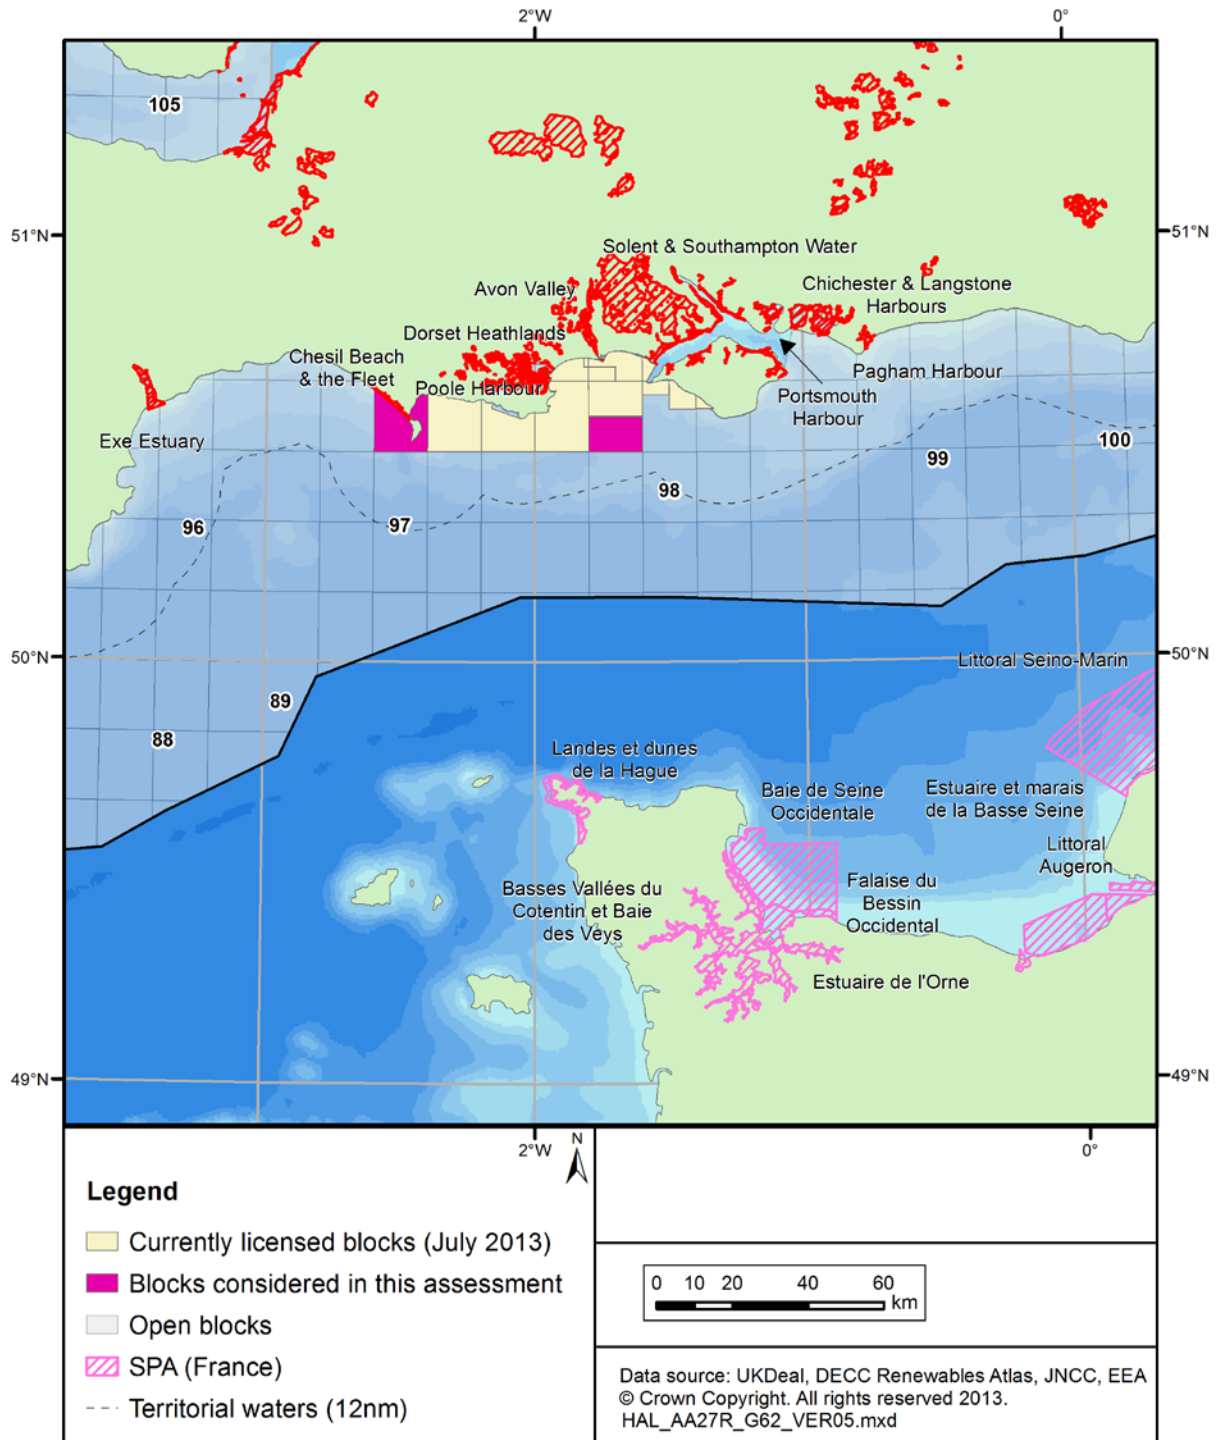 2°W
0°
105
51°N
51°N
Solent & Southampton Water
Avon Valley
Chichester & Langstone
Harbours
Dorset Heathlands
Chesil Beach
& the Fleet
Poole Harbour
Pagham Harbour
Portsmouth
Harbour
Exe Estuary
100
99
98
97
96
50°N
50°N
Littoral Seino-Marin
89
88
Landes et dunes
de la Hague
Baie de Seine
Occidentale
Estuaire et marais
de la Basse Seine
Littoral
Augeron
Basses Vallées du
Cotentin et Baie
des Veys
Falaise du
Bessin
Occidental
Estuaire de l'Orne
49°N
49°N
2°W
N
0°
Legend
Currently licensed blocks (July 2013)
Blocks considered in this assessment
Open blocks
SPA (France)
Territorial waters (12nm)
0 10 20 40 60
km
Data source: UKDeal, DECC Renewables Atlas, JNCC, EEA
© Crown Copyright. All rights reserved 2013.
HAL_AA27R_G62_VER05.mxd